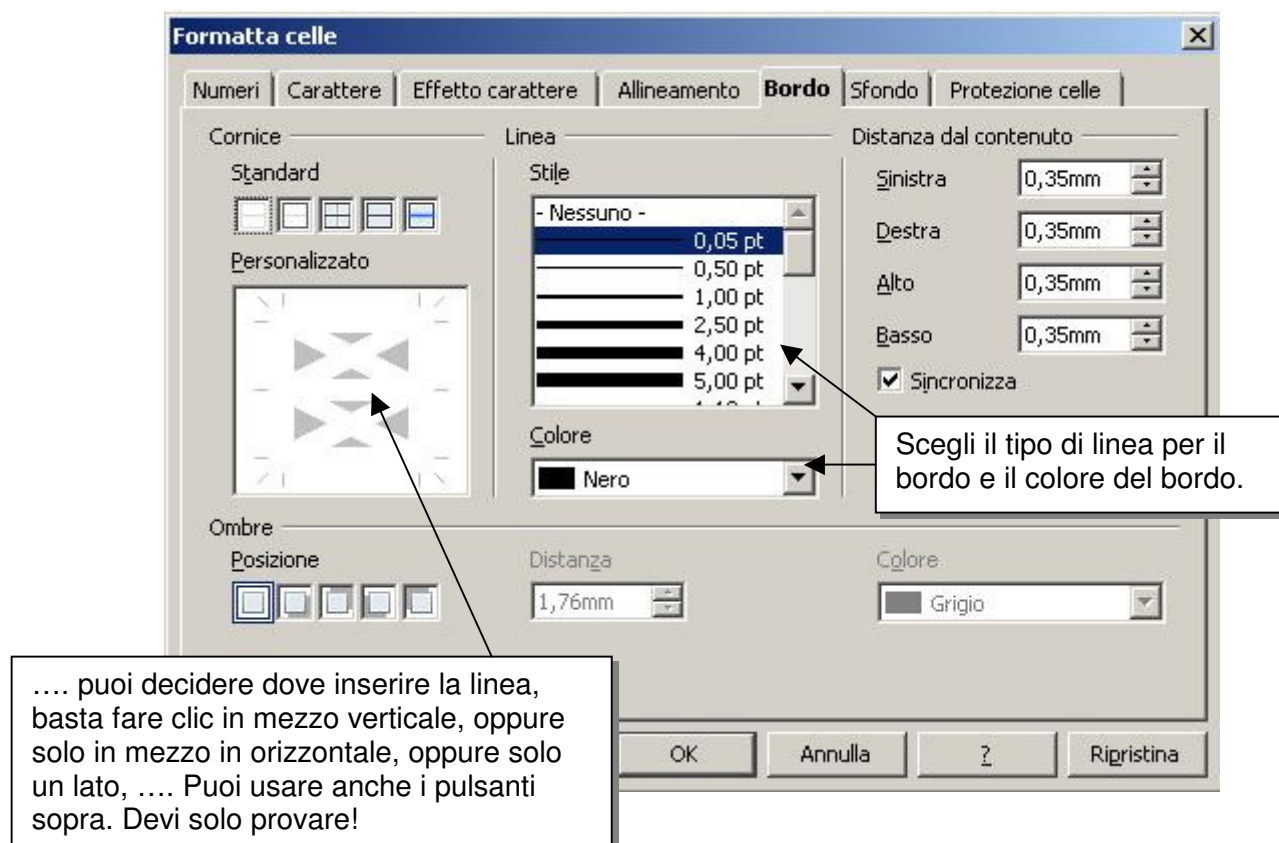 Formatta celle
Numeri Carattere Effetto carattere Allineamento Bordo Sfondo Protezione celle
Cornice
Standard
Personalizzato
Linea
Stile
- Nessuno -
0,05 pt
0,50 pt
1,00 pt
2,50 pt
4,00 pt
5,00 pt
Colore
Nero
Distanza dal contenuto
Sinistra 0,35mm
Destra 0,35mm
Alto 0,35mm
Basso 0,35mm
Sincronizza
Scegli il tipo di linea per il
bordo e il colore del bordo.
Ombre
Posizione
Distanza
1,76mm
Colore
Grigio
…. puoi decidere dove inserire la linea,
basta fare clic in mezzo verticale, oppure
solo in mezzo in orizzontale, oppure solo
un lato, …. Puoi usare anche i pulsanti
sopra. Devi solo provare!
OK Annulla ? Ripristina